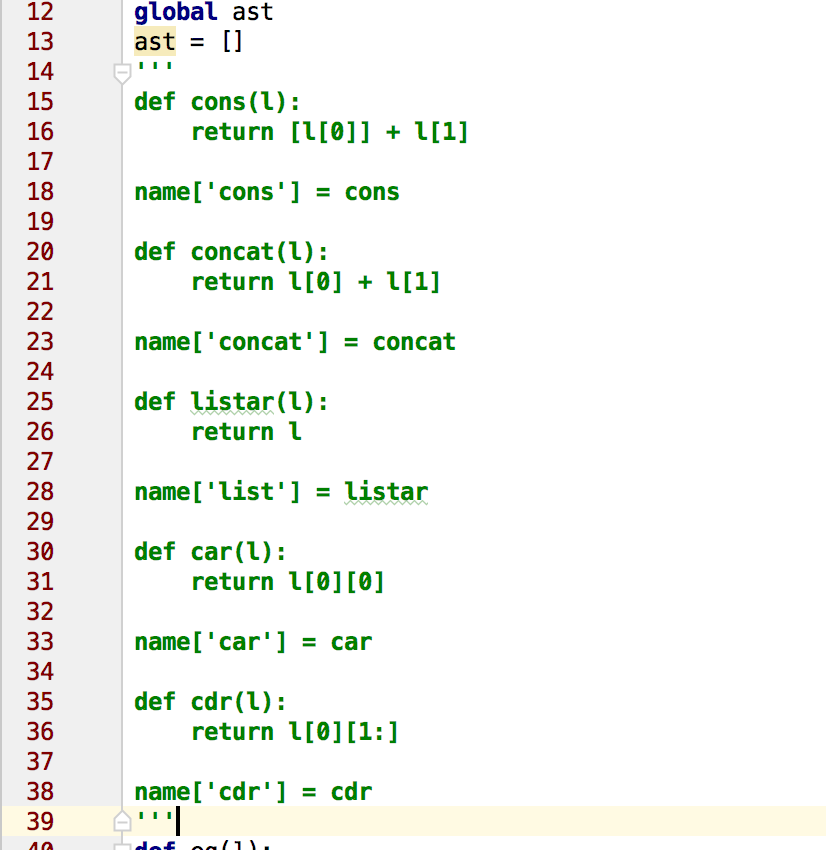 12 global ast
13 ast = []
14 '''
15 def cons(l):
16     return [l[0]] + l[1]
17
18 name['cons'] = cons
19
20 def concat(l):
21     return l[0] + l[1]
22
23 name['concat'] = concat
24
25 def listar(l):
26     return l
27
28 name['list'] = listar
29
30 def car(l):
31     return l[0][0]
32
33 name['car'] = car
34
35 def cdr(l):
36     return l[0][1:]
37
38 name['cdr'] = cdr
39 '''
40 def eq(l):